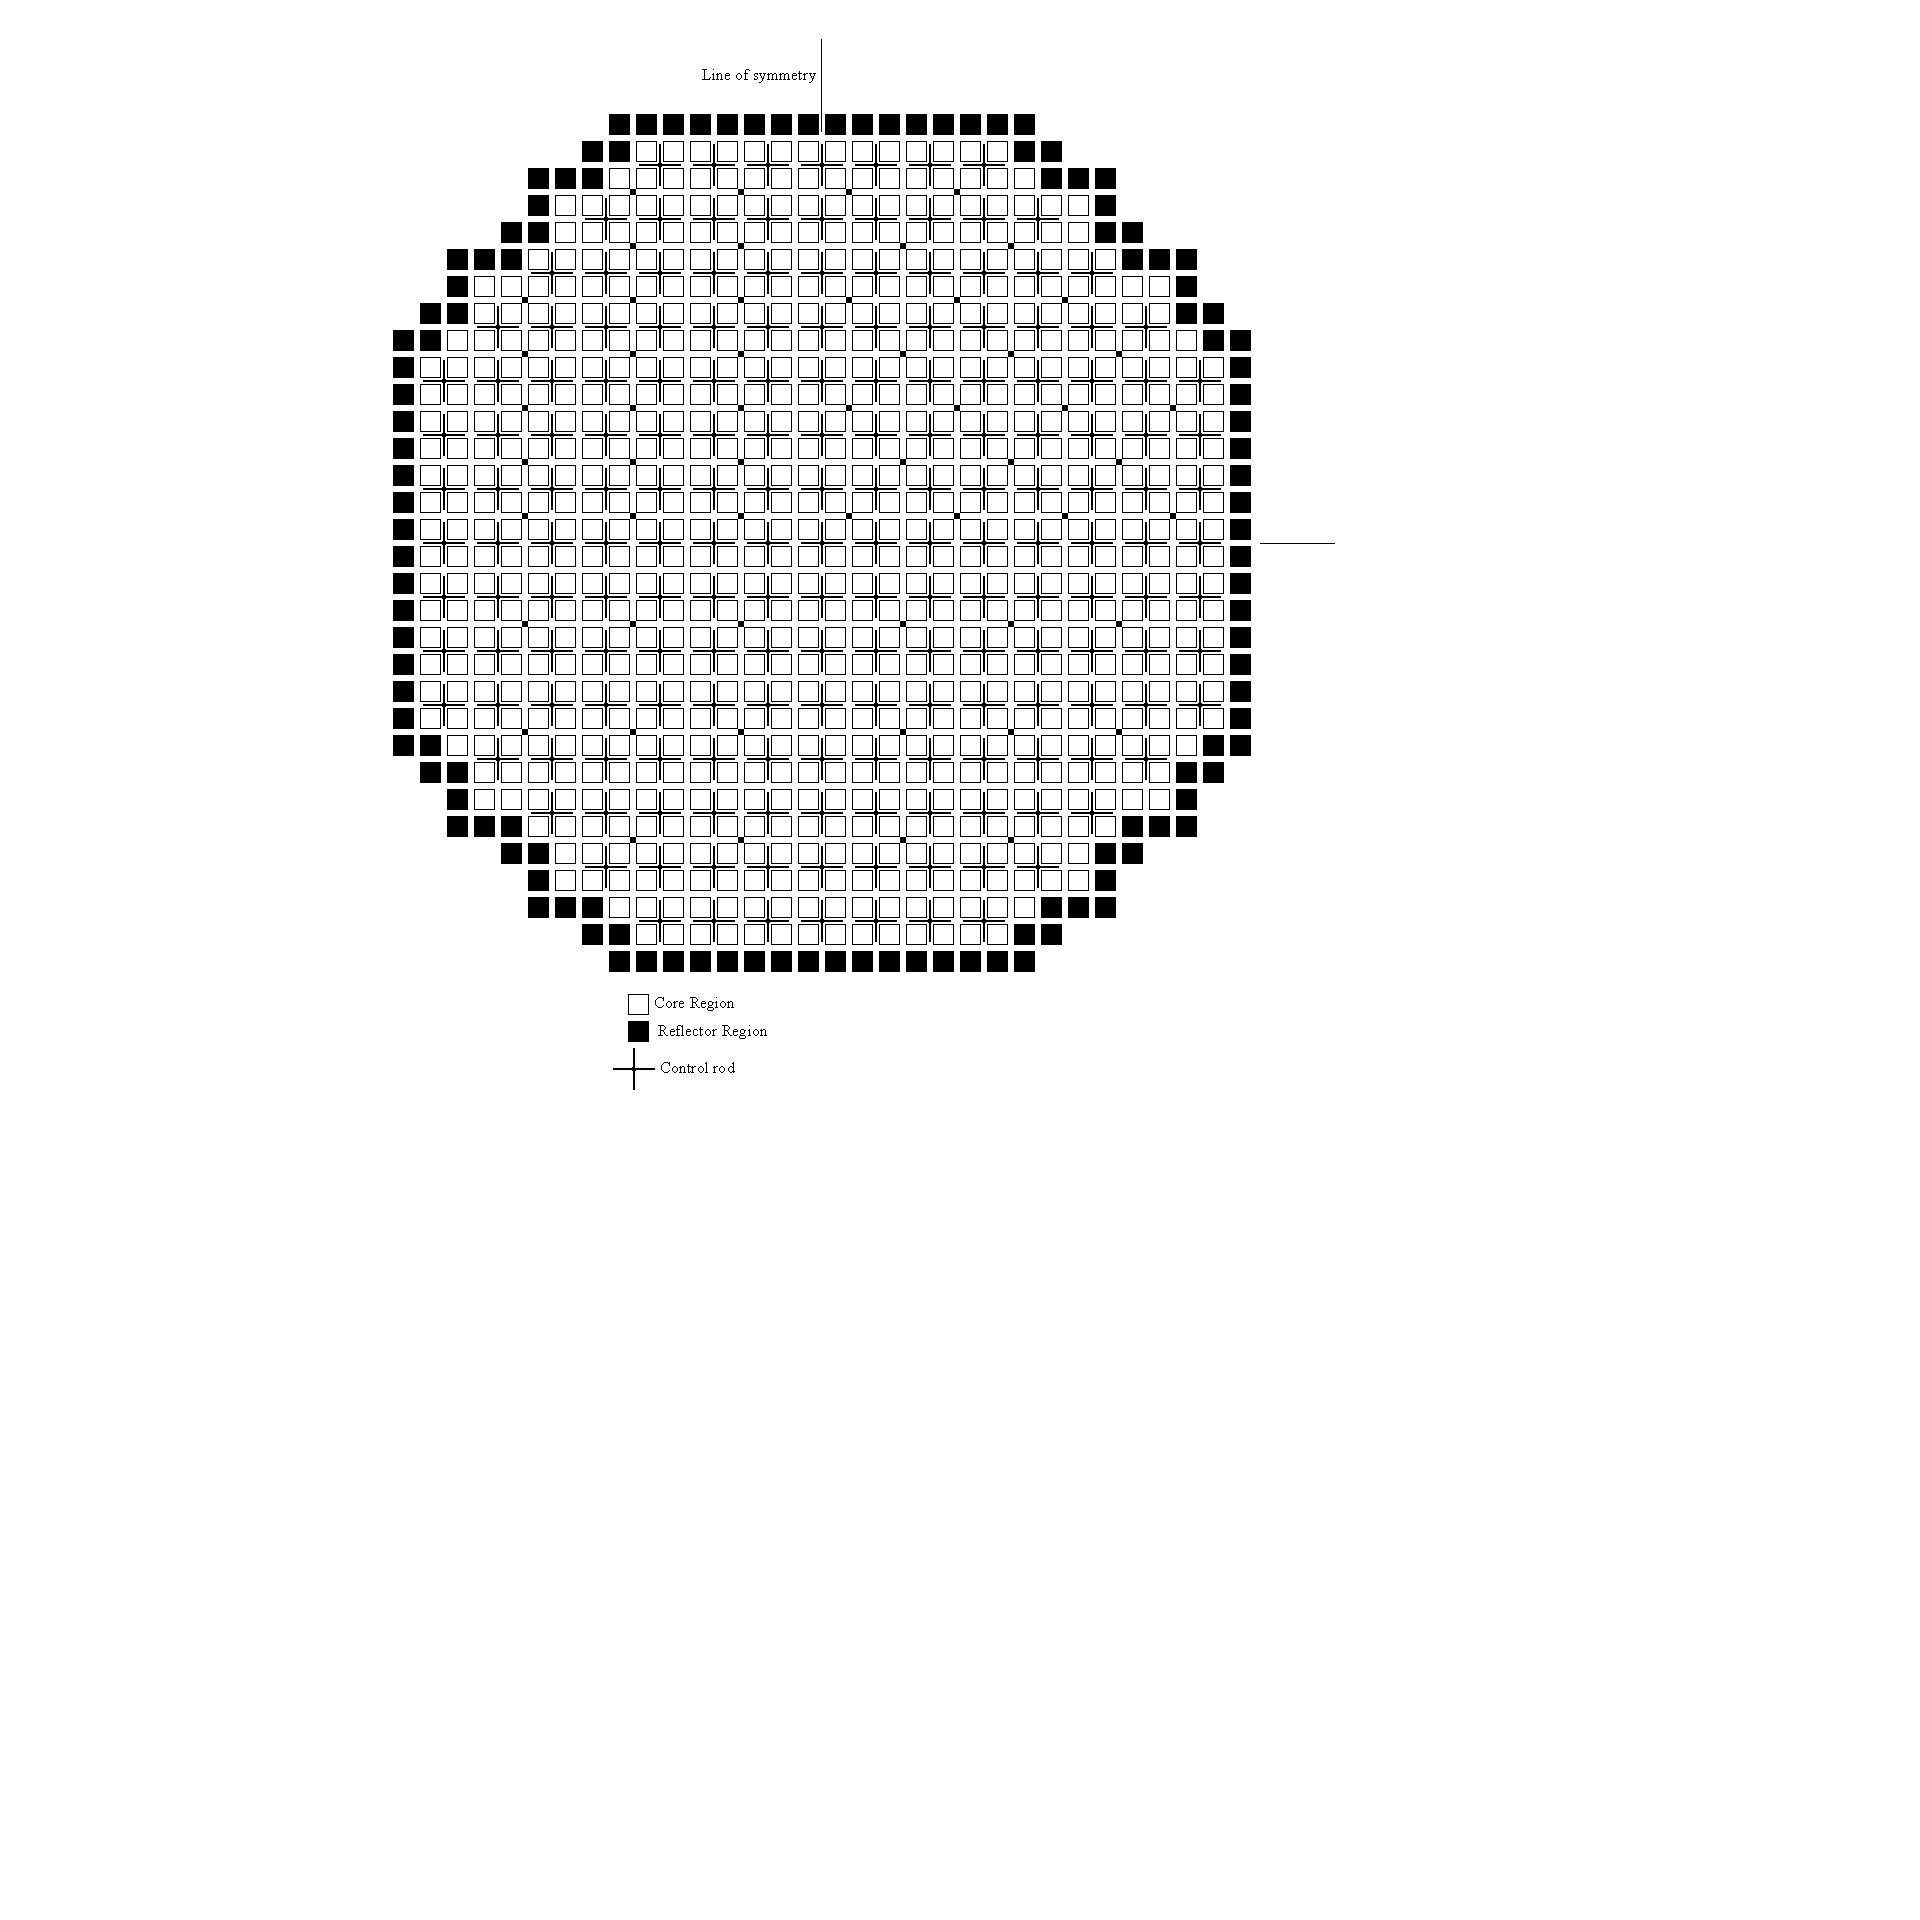 Line of symmetry
Core Region
Reflector Region
Control rod